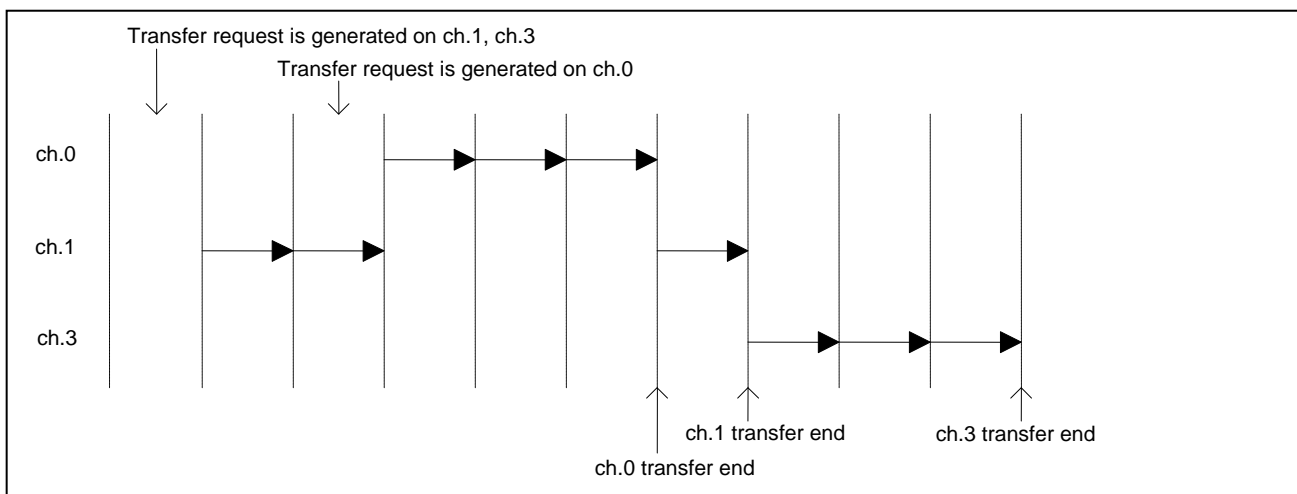 Transfer request is generated on ch.1, ch.3
Transfer request is generated on ch.0
ch.0
ch.1
ch.3
ch.1 transfer end
ch.3 transfer end
ch.0 transfer end